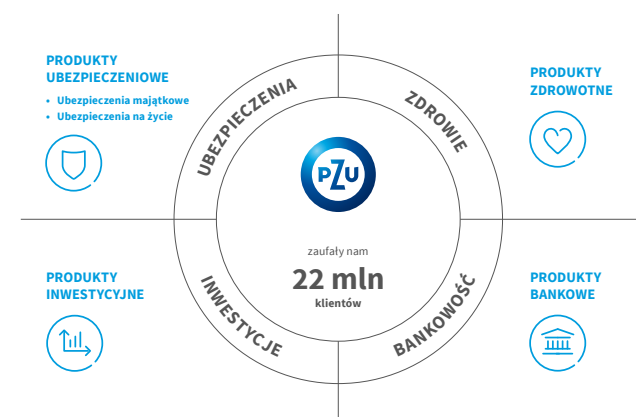 PRODUKTY
UBEZPIECZENIOWE
• Ubezpieczenia majątkowe
• Ubezpieczenia na życie
UBEZPIECZENIA
ZDROWIE
PRODUKTY
ZDROWOTNE
PZU
zaufały nam
22 mln
klientów
PRODUKTY
INWESTYCYJNE
INWESTYCJE
BANKOWOŚĆ
PRODUKTY
BANKOWE